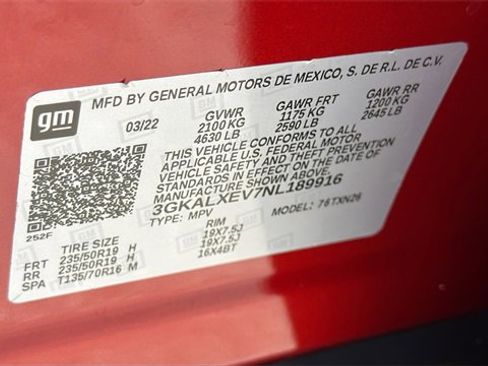 gm
MFD BY GENERAL MOTORS DE MEXICO, S. DE R.L. DE C.V.
03/22 GVWR GAWR FRT GAWR RR
2100 KG 1175 KG 1200 KG
4630 LB 2590 LB 2645 LB
THIS VEHICLE CONFORMS TO ALL
APPLICABLE U.S. FEDERAL MOTOR
VEHICLE SAFETY AND THEFT PREVENTION
STANDARDS IN EFFECT ON THE DATE OF
MANUFACTURE SHOWN ABOVE
3GKALXEV7NL189916
TYPE: MPV MODEL: 76TXN26
252F
TIRE SIZE RIM
FRT 235/50R19 H 19X7.5J
RR 235/50R19 H 19X7.5J
SPA T135/70R16 M 16X4BT